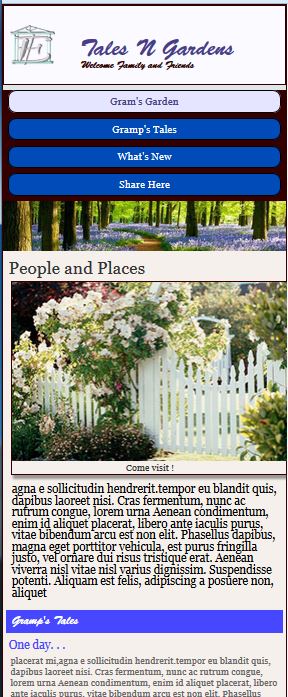 Tales N Gardens
Welcome Family and Friends
Gram's Garden
Gramp's Tales
What's New
Share Here
People and Places
Come visit !
agna e sollicitudin hendrerit.tempor eu blandit quis,
dapibus laoreet nisi. Cras fermentum, nunc ac
rutrum congue, lorem urna Aenean condimentum,
enim id aliquet placerat, libero ante iaculis purus,
vitae bibendum arcu est non elit. Phasellus dapibus,
magna eget porttitor vehicula, est purus fringilla
justo, vel ornare dui risus tristique erat. Aenean
viverra nisl vitae nisl varius dignissim. Suspendisse
potenti. Aliquam est felis, adipiscing a posuere non,
aliquet
Gramp's Tales
One day. . .
placerat mi,agna e sollicitudin hendrerit.tempor eu
blandit quis, dapibus laoreet nisi. Cras fermentum, nunc ac
rutrum congue, lorem urna Aenean condimentum, enim id
aliquet placerat, libero ante iaculis purus, vitae
bibendum arcu est non elit. Phasellus